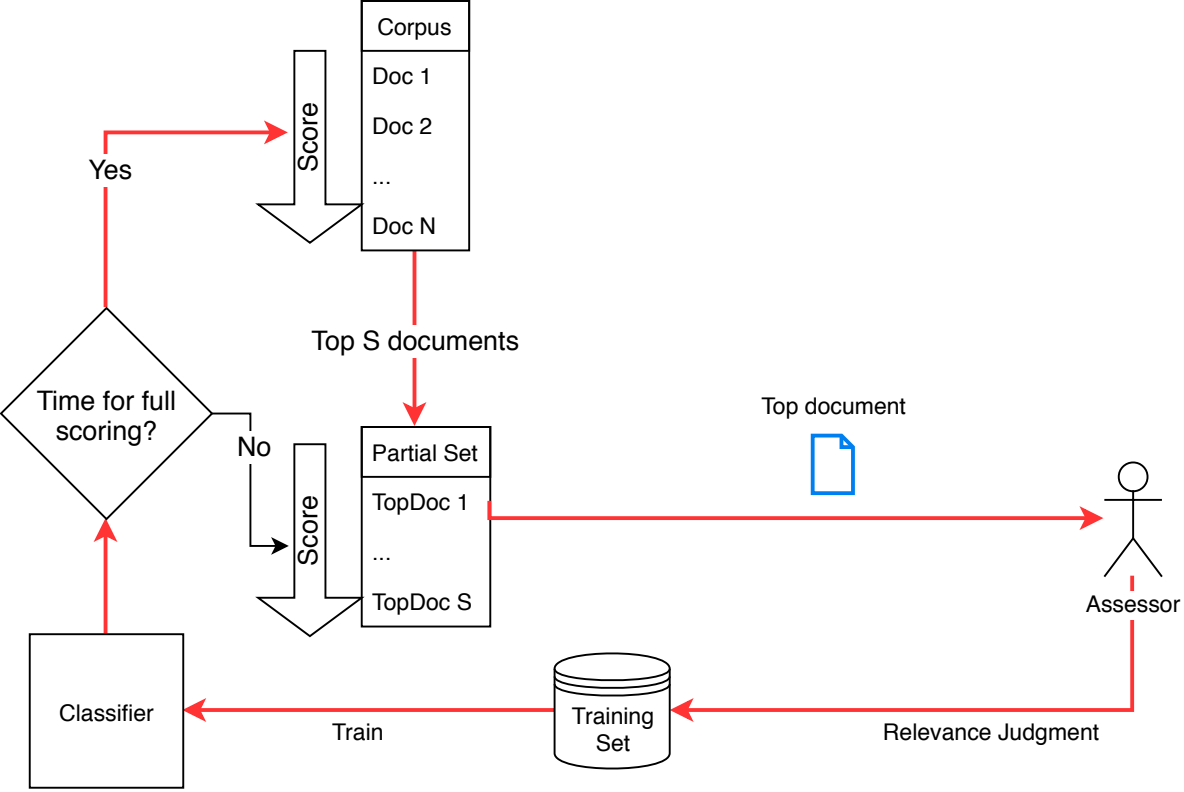 Corpus
Doc 1
Doc 2
...
Doc N
Score
Yes
Top S documents
Time for full
scoring?
No
Score
Partial Set
TopDoc 1
...
TopDoc S
Top document
Assessor
Classifier
Train
Training
Set
Relevance Judgment